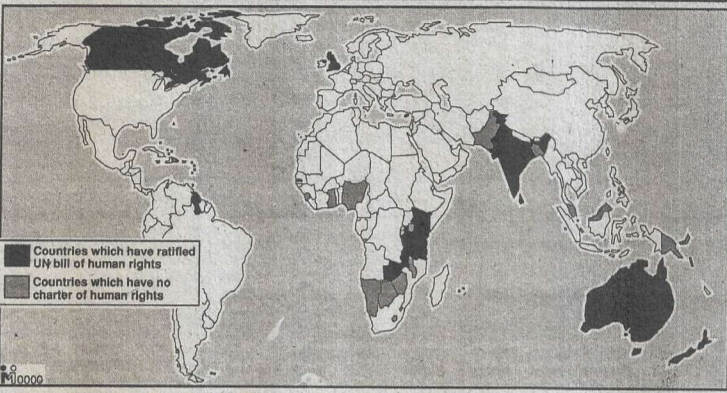 Countries which have ratified
UN bill of human rights
Countries which have no
charter of human rights